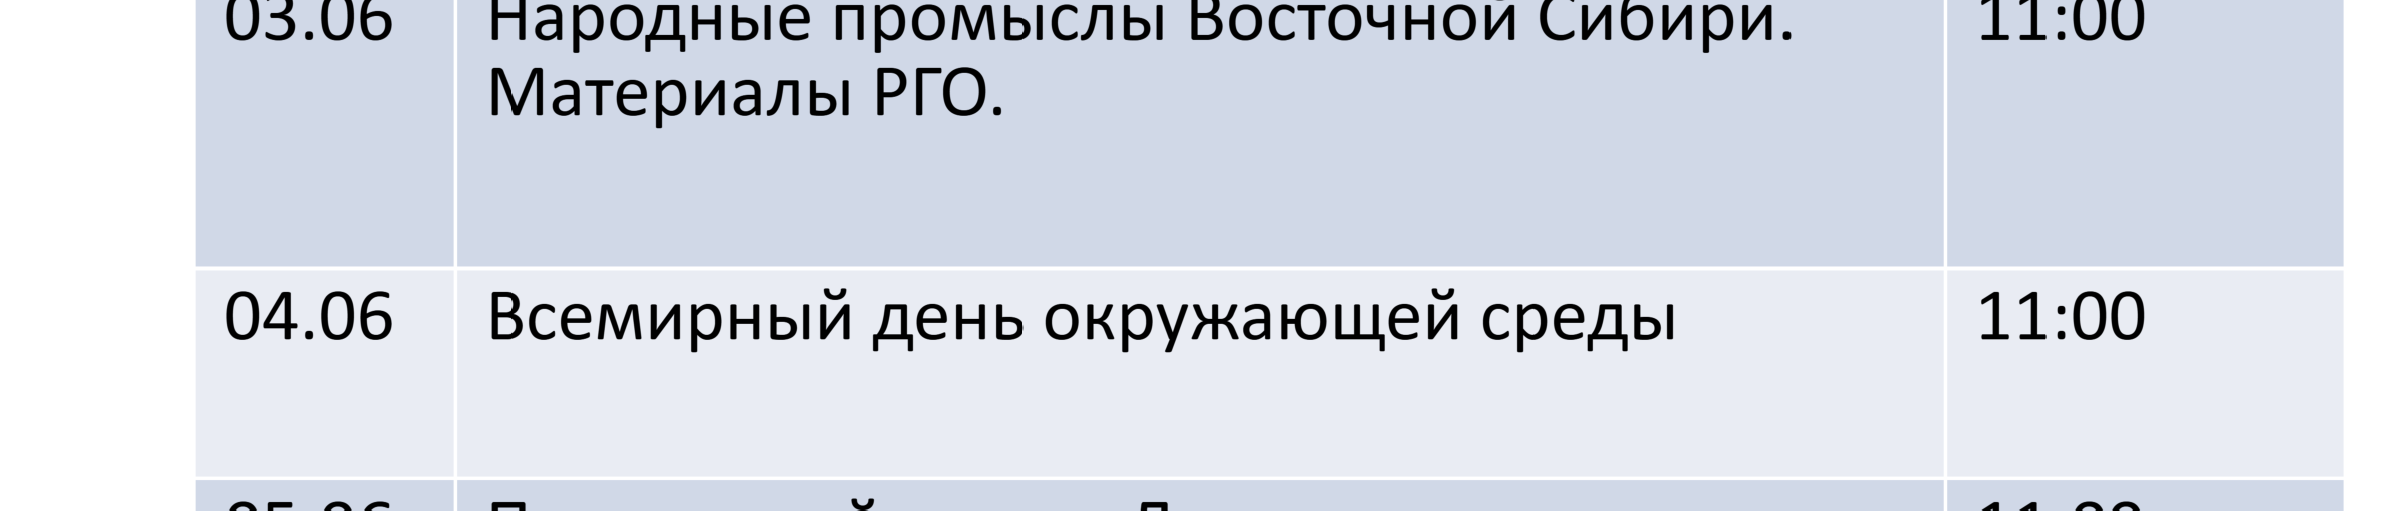 03.06 Народные промыслы Восточной Сибири. 11:00
Материалы РГО.
04.06 Всемирный день окружающей среды 11:00